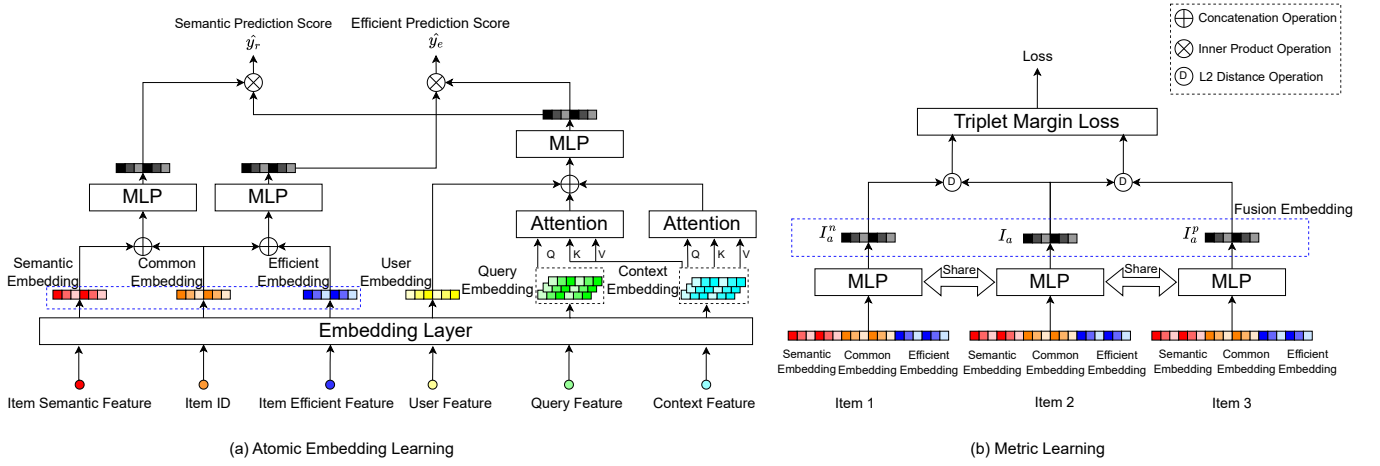 Semantic Prediction Score
Efficient Prediction Score
ŷ_r
ŷ_e
MLP
MLP
MLP
Attention
Attention
Q K V
Q K V
Semantic
Embedding
Common
Embedding
Efficient
Embedding
User
Embedding
Query
Embedding
Context
Embedding
Embedding Layer
Item Semantic Feature
Item ID
Item Efficient Feature
User Feature
Query Feature
Context Feature
(a) Atomic Embedding Learning
Concatenation Operation
Inner Product Operation
D L2 Distance Operation
Loss
Triplet Margin Loss
D
D
Fusion Embedding
I_a^n
I_a
I_a^p
MLP
Share
MLP
Share
MLP
Semantic
Embedding
Common
Embedding
Efficient
Embedding
Semantic
Embedding
Common
Embedding
Efficient
Embedding
Semantic
Embedding
Common
Embedding
Efficient
Embedding
Item 1
Item 2
Item 3
(b) Metric Learning